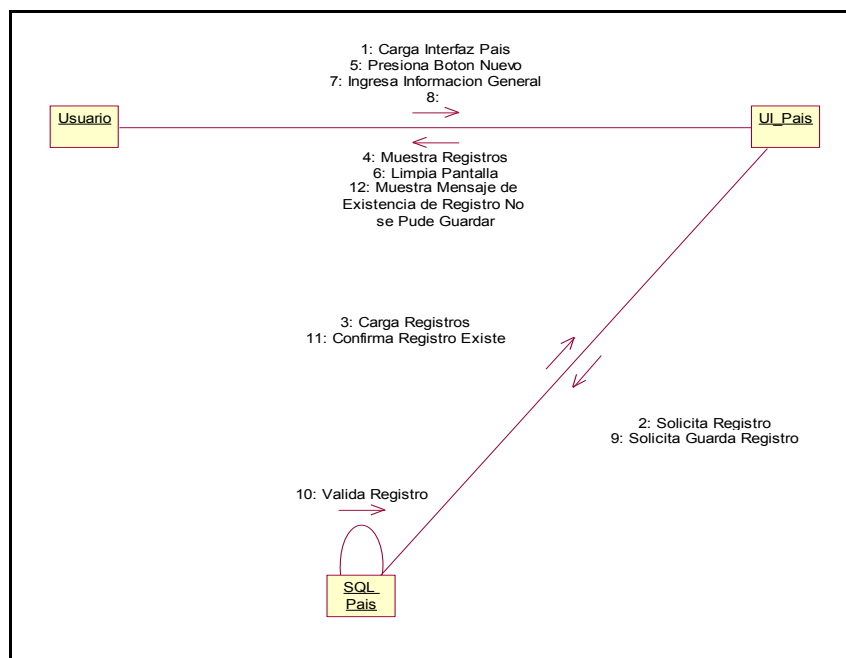 1: Carga Interfaz Pais
5: Presiona Boton Nuevo
7: Ingresa Informacion General
8:
Usuario
UI_Pais
4: Muestra Registros
6: Limpia Pantalla
12: Muestra Mensaje de
Existencia de Registro No
se Pude Guardar
3: Carga Registros
11: Confirma Registro Existe
2: Solicita Registro
9: Solicita Guarda Registro
10: Valida Registro
SQL_
Pais